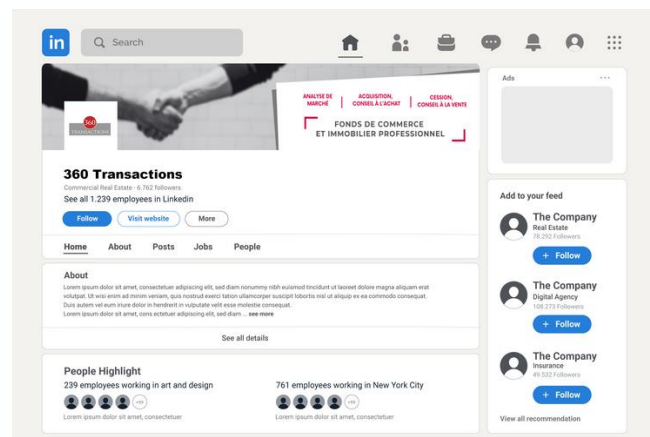 in
Search
ANALYSE DE
MARCHÉ
ACQUISITION,
CONSEIL À L'ACHAT
CESSION,
CONSEIL À LA VENTE
FONDS DE COMMERCE
ET IMMOBILIER PROFESSIONNEL
360
TRANSACTIONS
360 Transactions
Commercial Real Estate · 6.762 followers
See all 1.239 employees in Linkedin
Follow
Visit website
More
Home About Posts Jobs People
About
Lorem ipsum dolor sit amet, consectetuer adipiscing elit, sed diam nonummy nibh euismod tincidunt ut laoreet dolore magna aliquam erat
volutpat. Ut wisi enim ad minim veniam, quis nostrud exerci tation ullamcorper suscipit lobortis nisl ut aliquip ex ea commodo consequat.
Duis autem vel eum iriure dolor in hendrerit in vulputate velit esse molestie consequat.
Lorem ipsum dolor sit amet, cons ectetuer adipiscing elit, sed diam ... see more
See all details
People Highlight
239 employees working in art and design
Lorem ipsum dolor sit amet, consectetuer
761 employees working in New York City
Lorem ipsum dolor sit amet, consectetuer
Ads
Add to your feed
The Company
Real Estate
78.292 Followers
+ Follow
The Company
Digital Agency
108.273 Followers
+ Follow
The Company
Insurance
49.532 Followers
+ Follow
View all recommendation